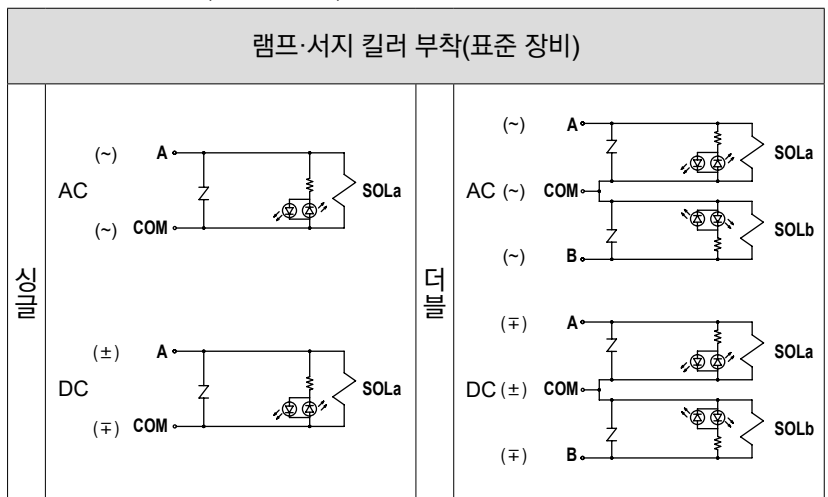 램프·서지 킬러 부착(표준 장비)
싱글
AC
(~) A
(~) COM
SOLa
DC
(±) A
(∓) COM
SOLa
더블
(~) A
AC (~) COM
(~) B
SOLa
SOLb
(∓) A
DC (±) COM
(∓) B
SOLa
SOLb